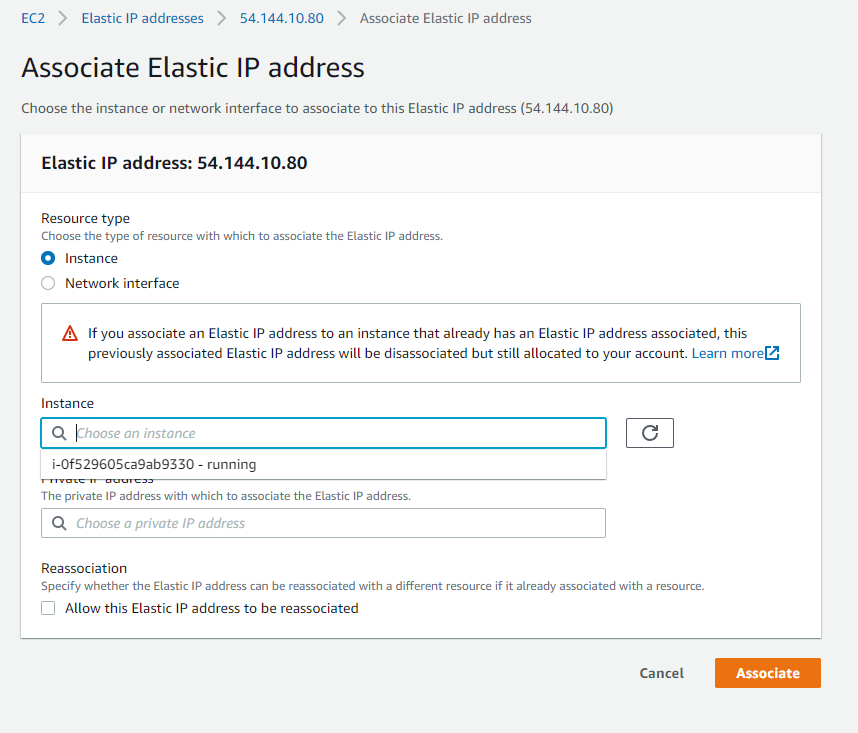 EC2 > Elastic IP addresses > 54.144.10.80 > Associate Elastic IP address
Associate Elastic IP address
Choose the instance or network interface to associate to this Elastic IP address (54.144.10.80)
Elastic IP address: 54.144.10.80
Resource type
Choose the type of resource with which to associate the Elastic IP address.
Instance
Network interface
If you associate an Elastic IP address to an instance that already has an Elastic IP address associated, this
previously associated Elastic IP address will be disassociated but still allocated to your account. Learn more
Instance
Choose an instance
i-0f529605ca9ab9330 - running
Private IP address
The private IP address with which to associate the Elastic IP address.
Choose a private IP address
Reassociation
Specify whether the Elastic IP address can be reassociated with a different resource if it already associated with a resource.
Allow this Elastic IP address to be reassociated
Cancel
Associate